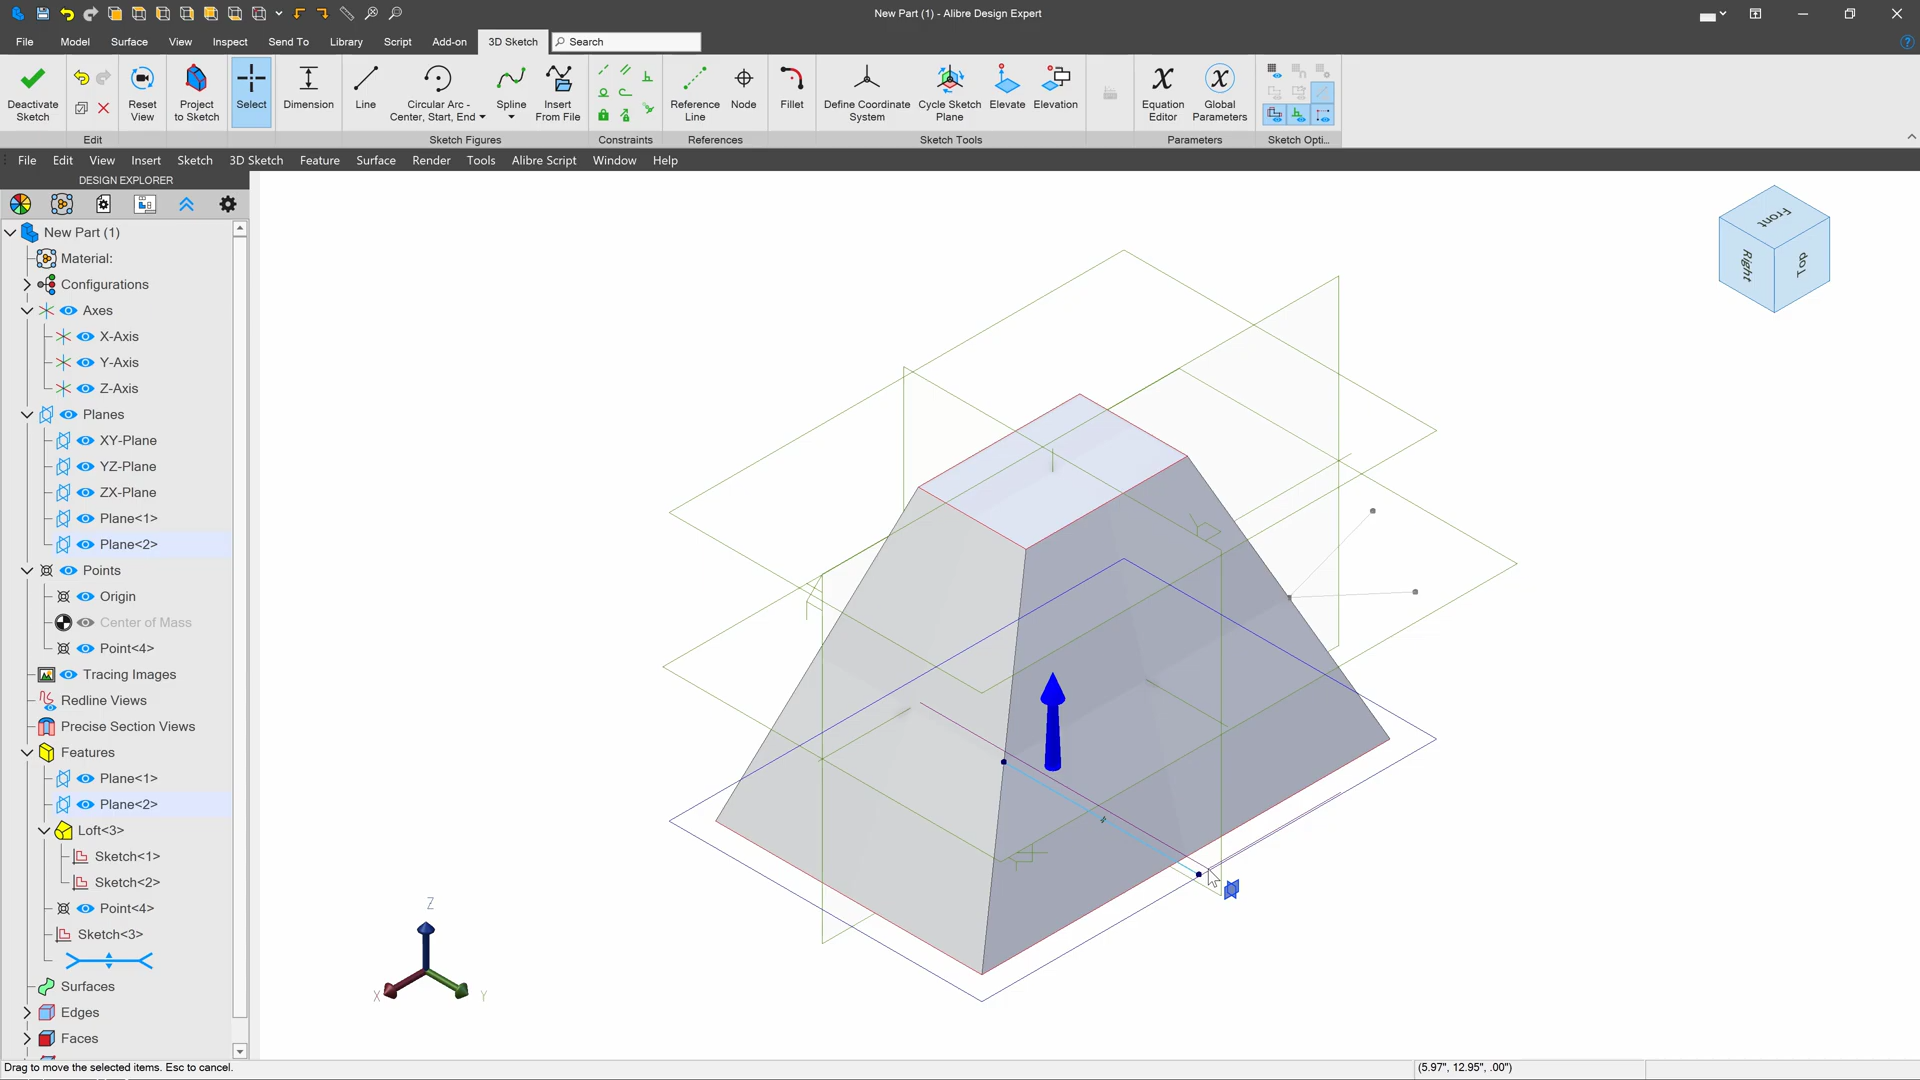 New Part (1) - Alibre Design Expert
File Model Surface View Inspect Send To Library Script Add-on 3D Sketch Search
Deactivate Sketch
Reset View
Project to Sketch
Select
Dimension
Line
Circular Arc - Center, Start, End
Spline
Insert From File
Reference Line
Node
Fillet
Define Coordinate System
Cycle Sketch Plane
Elevate
Elevation
Equation Editor
Global Parameters
Edit Sketch Figures Constraints References Sketch Tools Parameters Sketch Opti...
File Edit View Insert Sketch 3D Sketch Feature Surface Render Tools Alibre Script Window Help
DESIGN EXPLORER
New Part (1)
Material:
Configurations
Axes
X-Axis
Y-Axis
Z-Axis
Planes
XY-Plane
YZ-Plane
ZX-Plane
Plane<1>
Plane<2>
Points
Origin
Center of Mass
Point<4>
Tracing Images
Redline Views
Precise Section Views
Features
Plane<1>
Plane<2>
Loft<3>
Sketch<1>
Sketch<2>
Point<4>
Sketch<3>
Surfaces
Edges
Faces
Front
Right
Top
Z
X
Y
Drag to move the selected items. Esc to cancel.
(5.97", 12.95", .00")